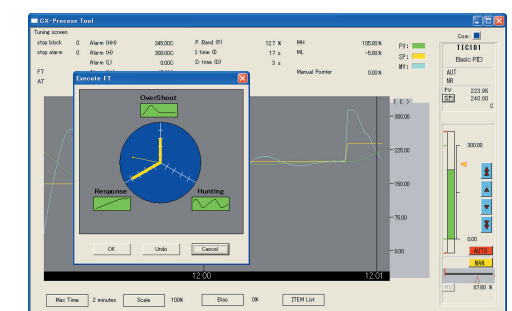 CX-Process Tool
Tuning screen
stop block 0 Alarm (HH) 345.00C P. Band (P) 12.7 % MH 105.00% PV:
stop alarm 0 Alarm (H) 300.00C I. time (I) 17 s ML -5.00% SP:
Alarm (L) 0.00C D. time (D) 3 s MV:
FT Manual Pointer 0.00%
AT
Com:
TIC101
Basic PID
AUT
NR
PV 223.95
SP 240.00
C
Execute FT
OverShoot
Response Hunting
OK Undo Cancel
( C )
300.00
225.00
150.00
75.00
0.00
12:00 12:01
300.00
0.00
AUTO
MAN
MV 67.80 %
Max Time 2 minutes Scale 100% Bias 0% ITEM List